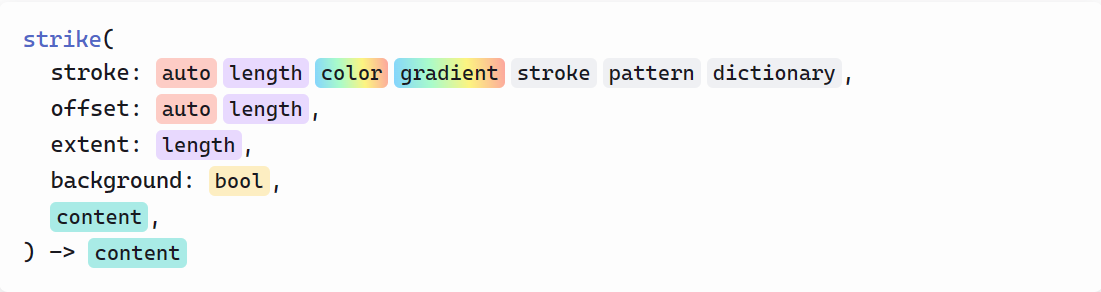 strike(
stroke: auto length color gradient stroke pattern dictionary,
offset: auto length,
extent: length,
background: bool,
content,
) -> content